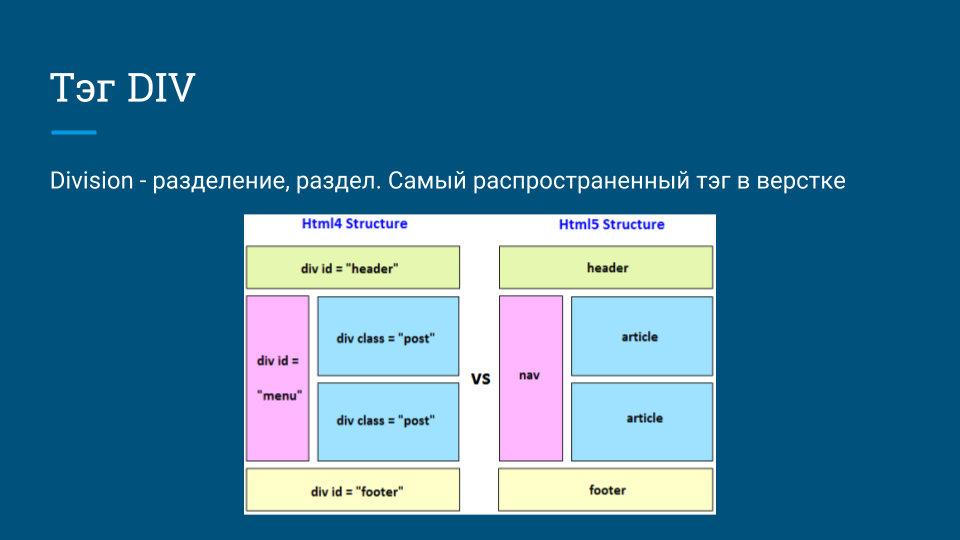 Тэг DIV
Division - разделение, раздел. Самый распространенный тэг в верстке
Html4 Structure
div id = "header"
div id =
"menu"
div class = "post"
div class = "post"
div id = "footer"
vs
Html5 Structure
header
nav
article
article
footer